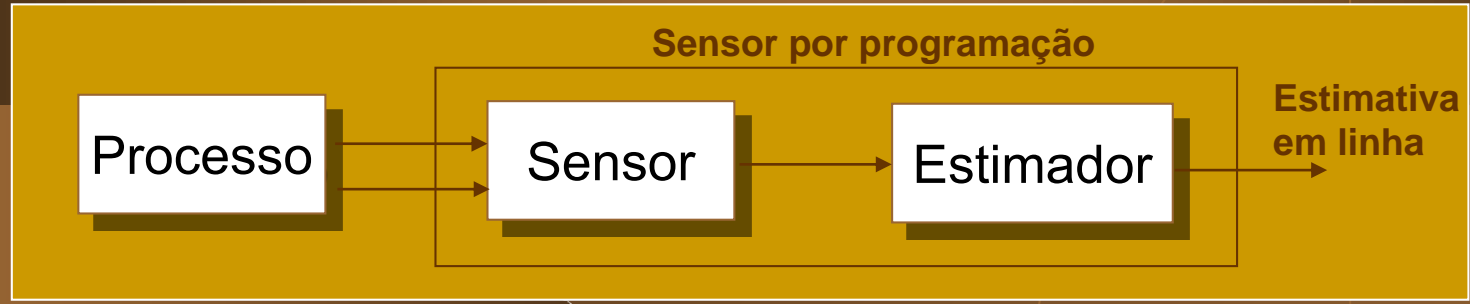 Sensor por programação
Processo
Sensor
Estimador
Estimativa
em linha